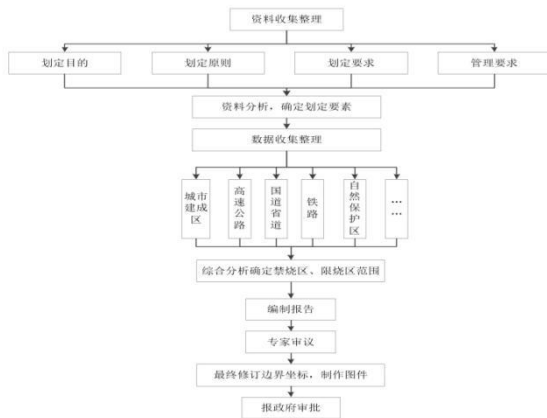 资料收集整理
划定目的
划定原则
划定要求
管理要求
资料分析，确定划定要素
数据收集整理
城市
建成
区
高
速
公
路
国
道
省
道
铁
路
自
然
保
护
区
…
…
综合分析确定禁烧区、限烧区范围
编制报告
专家审议
最终修订边界坐标，制作图件
报政府审批